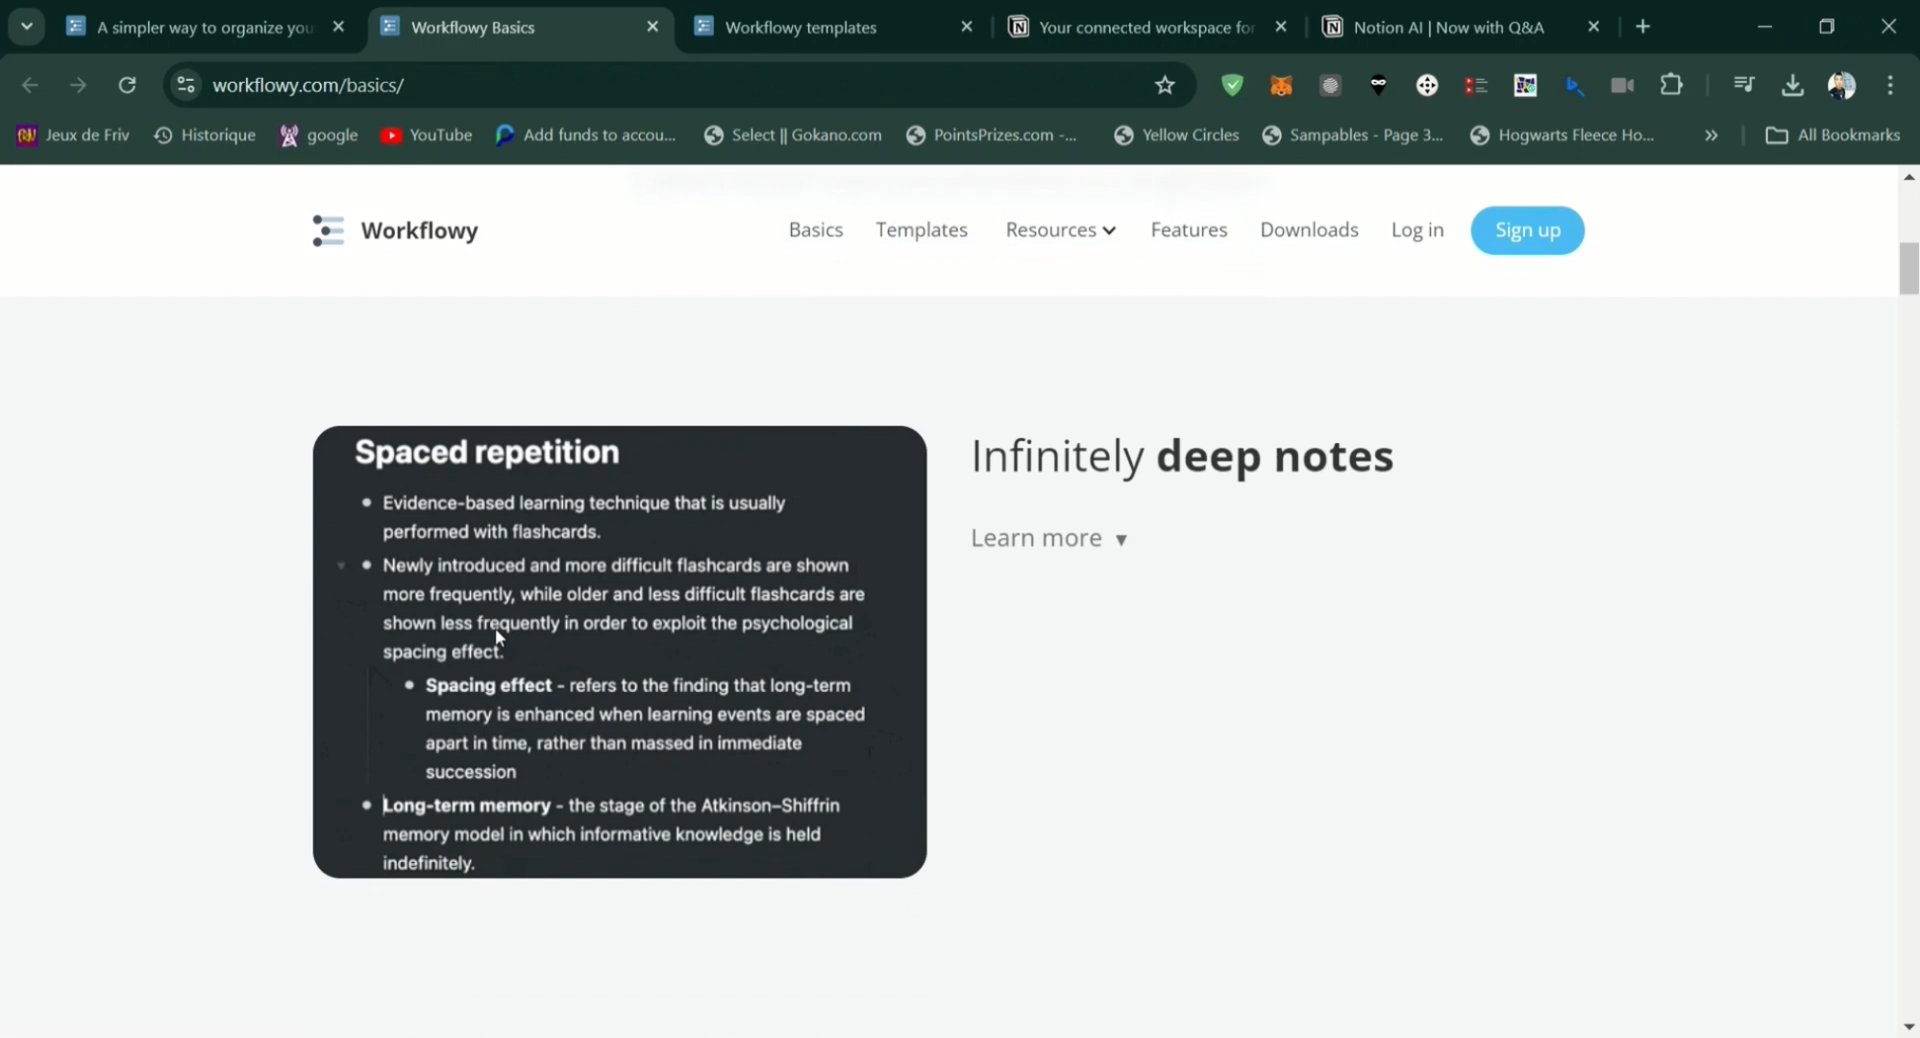 A simpler way to organize you
Workflowy Basics
Workflowy templates
Your connected workspace for
Notion AI | Now with Q&A
workflowy.com/basics/
Jeux de Friv
Historique
google
YouTube
Add funds to accou...
Select || Gokano.com
PointsPrizes.com -...
Yellow Circles
Sampables - Page 3...
Hogwarts Fleece Ho...
All Bookmarks
Workflowy
Basics
Templates
Resources
Features
Downloads
Log in
Sign up
Spaced repetition
Evidence-based learning technique that is usually
performed with flashcards.
Newly introduced and more difficult flashcards are shown
more frequently, while older and less difficult flashcards are
shown less frequently in order to exploit the psychological
spacing effect.
Spacing effect - refers to the finding that long-term
memory is enhanced when learning events are spaced
apart in time, rather than massed in immediate
succession
Long-term memory - the stage of the Atkinson–Shiffrin
memory model in which informative knowledge is held
indefinitely.
Infinitely deep notes
Learn more